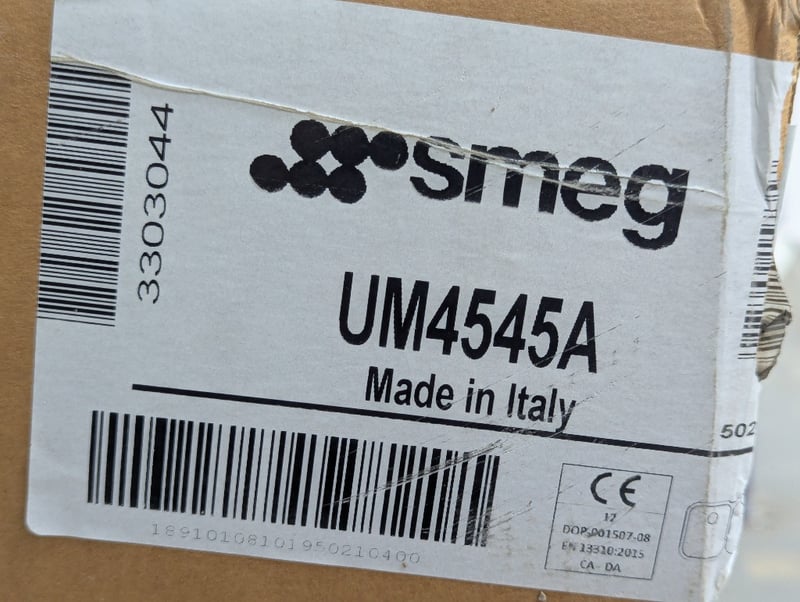 3303044
smeg
UM4545A
Made in Italy
502
18910108101950210400
CE
17
DOP 001507-08
EN 13310:2015
CA - DA